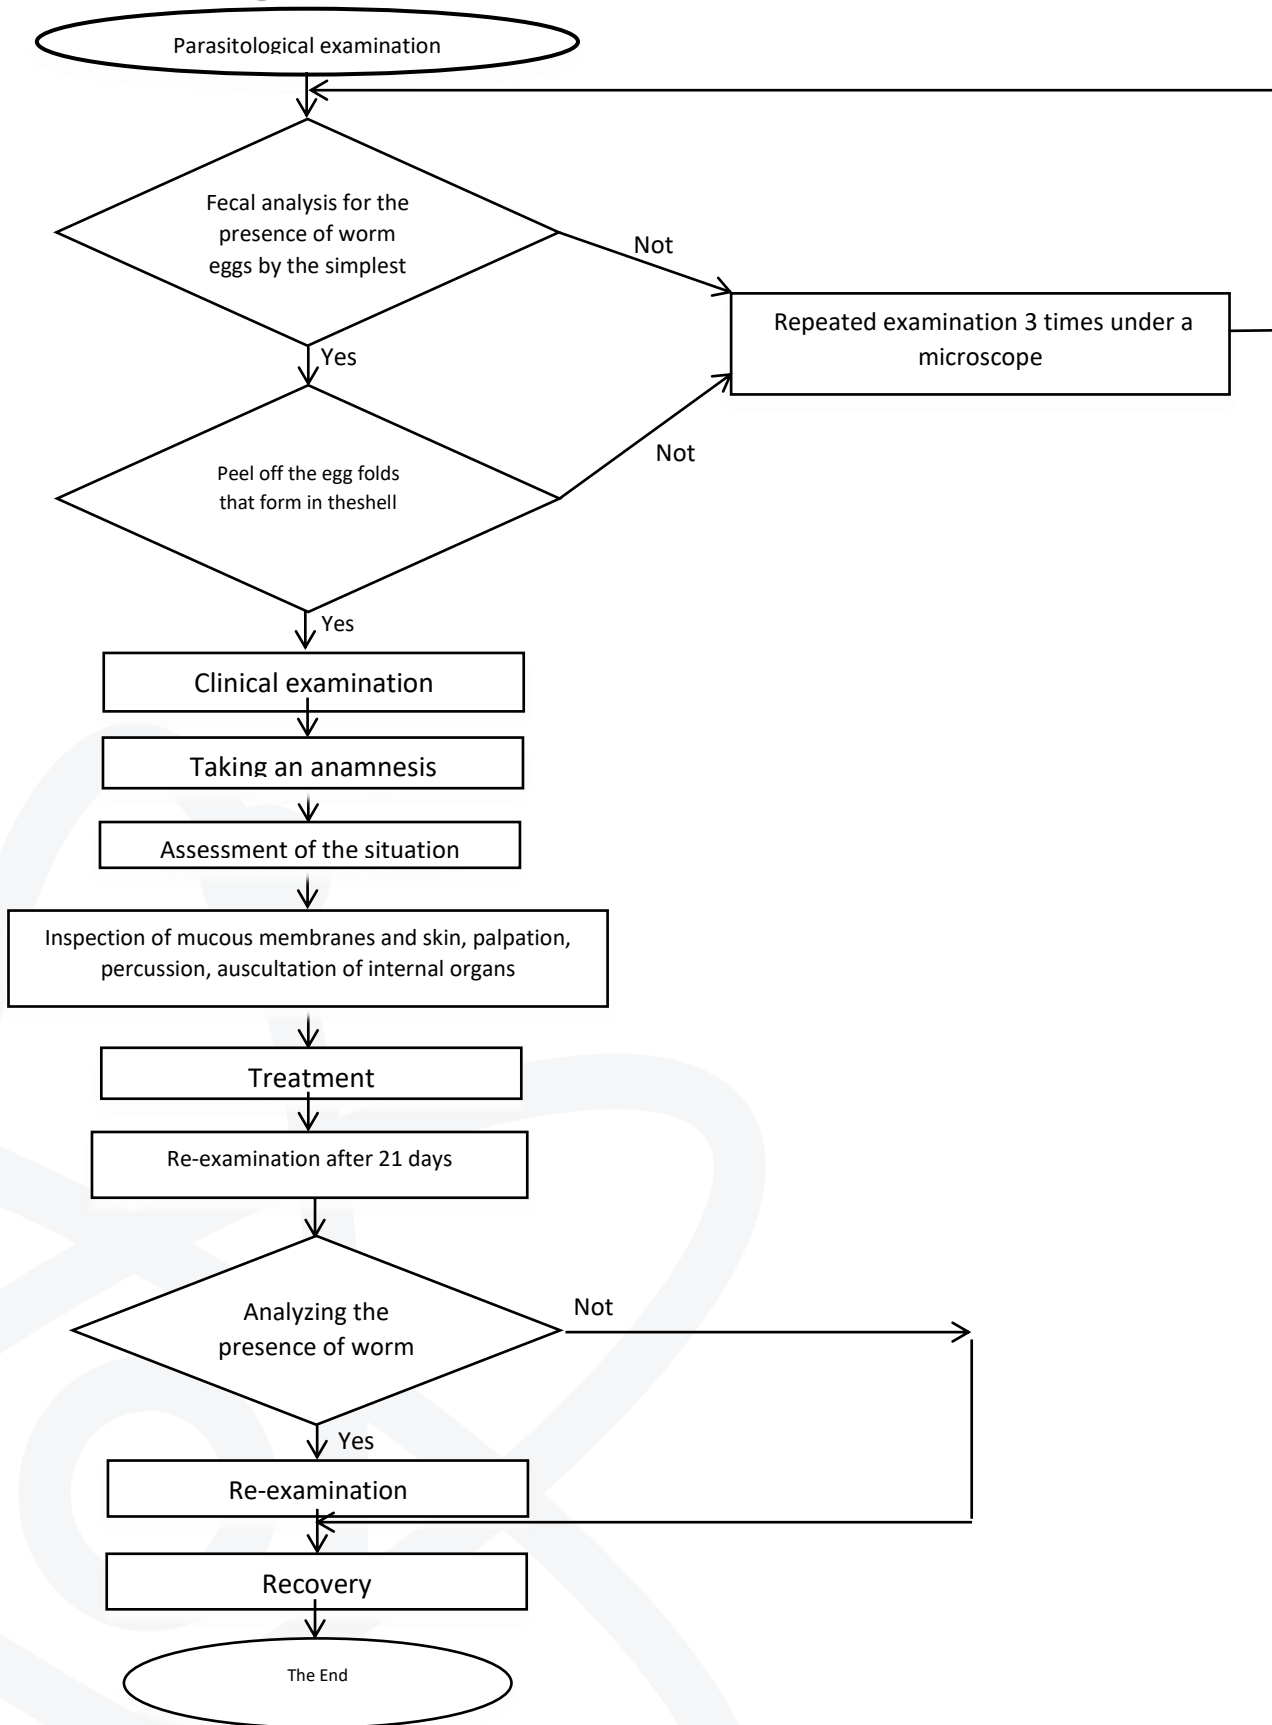 Parasitological examination
Fecal analysis for the
presence of worm
eggs by the simplest
Not
Repeated examination 3 times under a
microscope
Yes
Peel off the egg folds
that form in theshell
Not
Yes
Clinical examination
Taking an anamnesis
Assessment of the situation
Inspection of mucous membranes and skin, palpation,
percussion, auscultation of internal organs
Treatment
Re-examination after 21 days
Analyzing the
presence of worm
Not
Yes
Re-examination
Recovery
The End